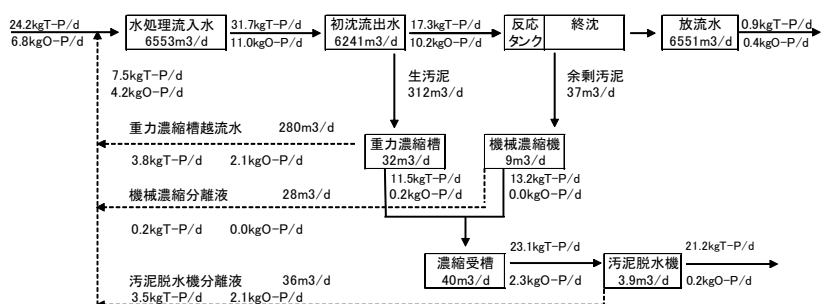 24.2kgT-P/d
6.8kgO-P/d
水処理流入水
6553m3/d
31.7kgT-P/d
11.0kgO-P/d
初沈流出水
6241m3/d
17.3kgT-P/d
10.2kgO-P/d
反応
タンク
終沈
放流水
6551m3/d
0.9kgT-P/d
0.4kgO-P/d
7.5kgT-P/d
4.2kgO-P/d
生汚泥
312m3/d
余剰汚泥
37m3/d
重力濃縮槽越流水 280m3/d
3.8kgT-P/d 2.1kgO-P/d
重力濃縮槽
32m3/d
機械濃縮機
9m3/d
11.5kgT-P/d
0.2kgO-P/d
13.2kgT-P/d
0.0kgO-P/d
機械濃縮分離液 28m3/d
0.2kgT-P/d 0.0kgO-P/d
濃縮受槽
40m3/d
23.1kgT-P/d
2.3kgO-P/d
汚泥脱水機
3.9m3/d
21.2kgT-P/d
0.2kgO-P/d
汚泥脱水機分離液 36m3/d
3.5kgT-P/d 2.1kgO-P/d